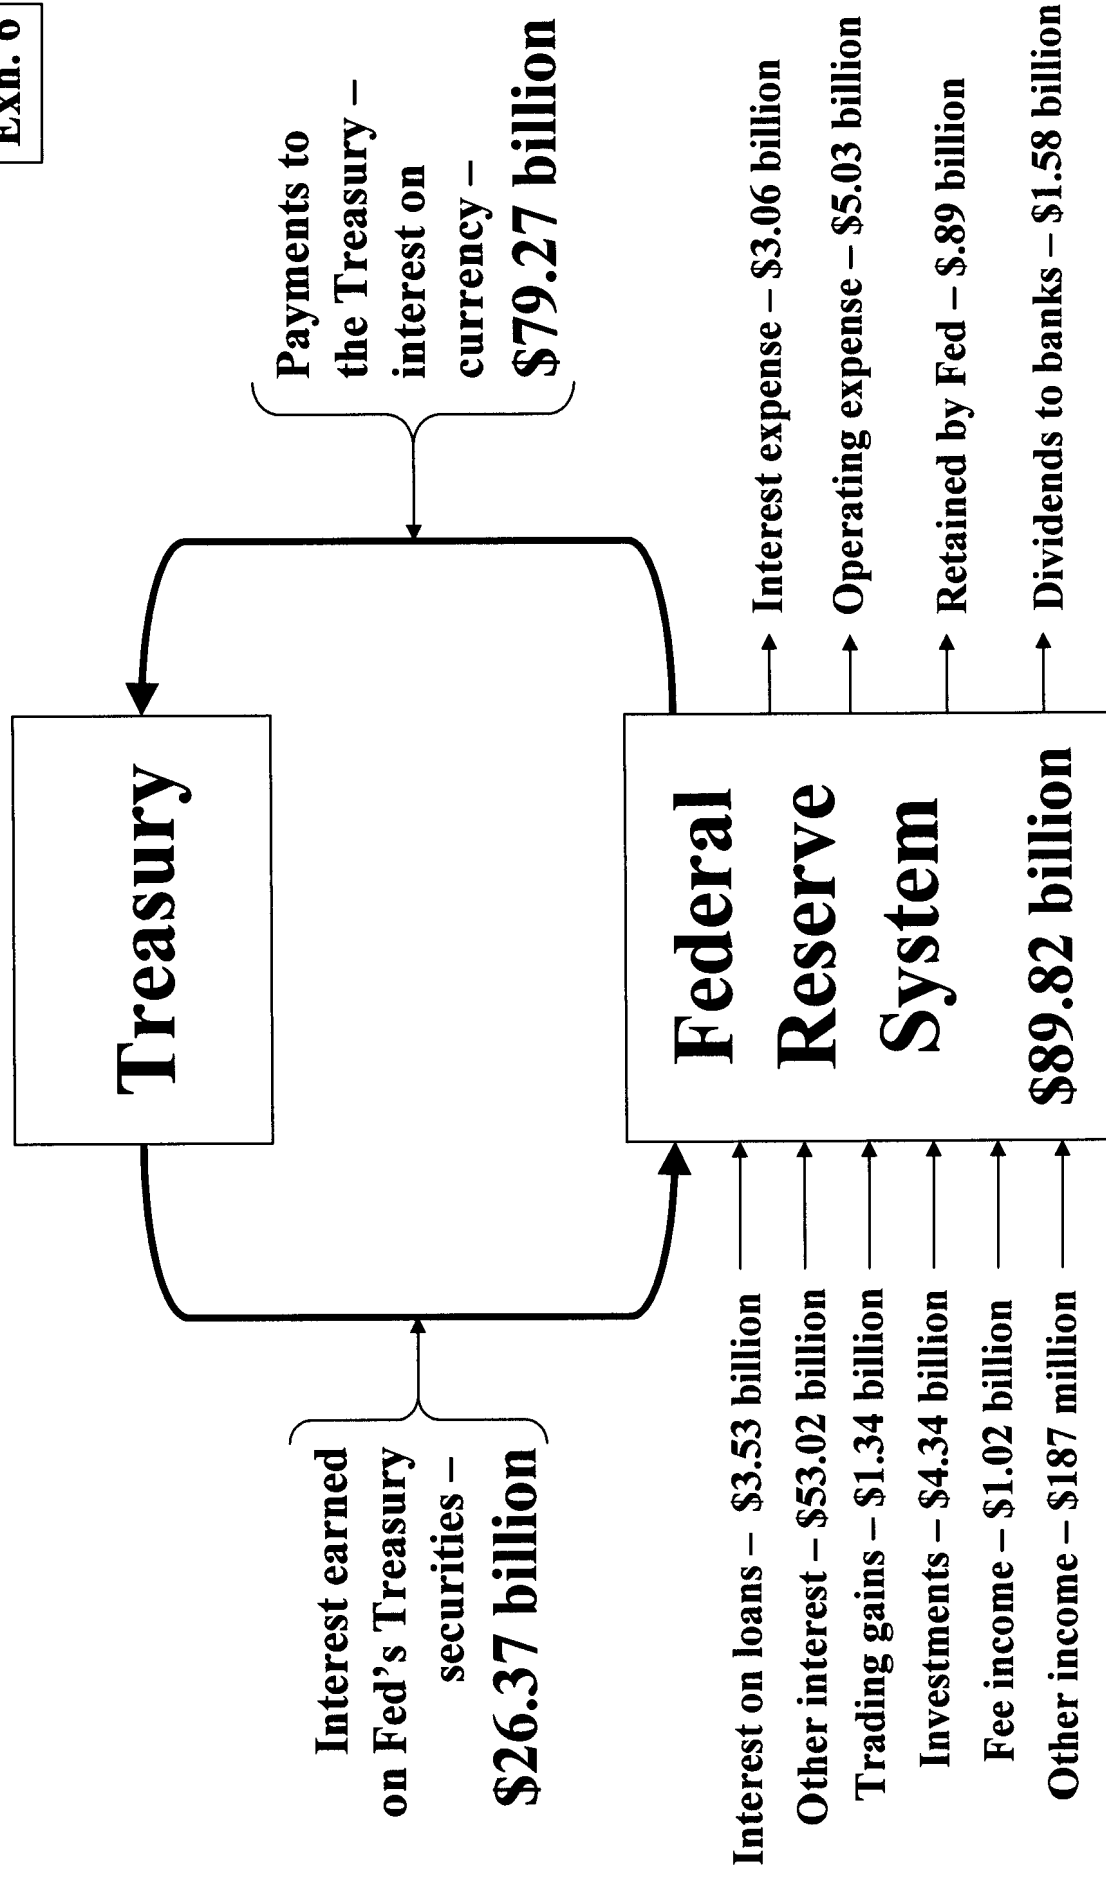 Exh. 6
Treasury
Interest earned
on Fed's Treasury
securities –
$26.37 billion
Payments to
the Treasury –
interest on
currency –
$79.27 billion
Federal
Reserve
System
$89.82 billion
Interest on loans – $3.53 billion
Other interest – $53.02 billion
Trading gains – $1.34 billion
Investments – $4.34 billion
Fee income – $1.02 billion
Other income – $187 million
Interest expense – $3.06 billion
Operating expense – $5.03 billion
Retained by Fed – $.89 billion
Dividends to banks – $1.58 billion